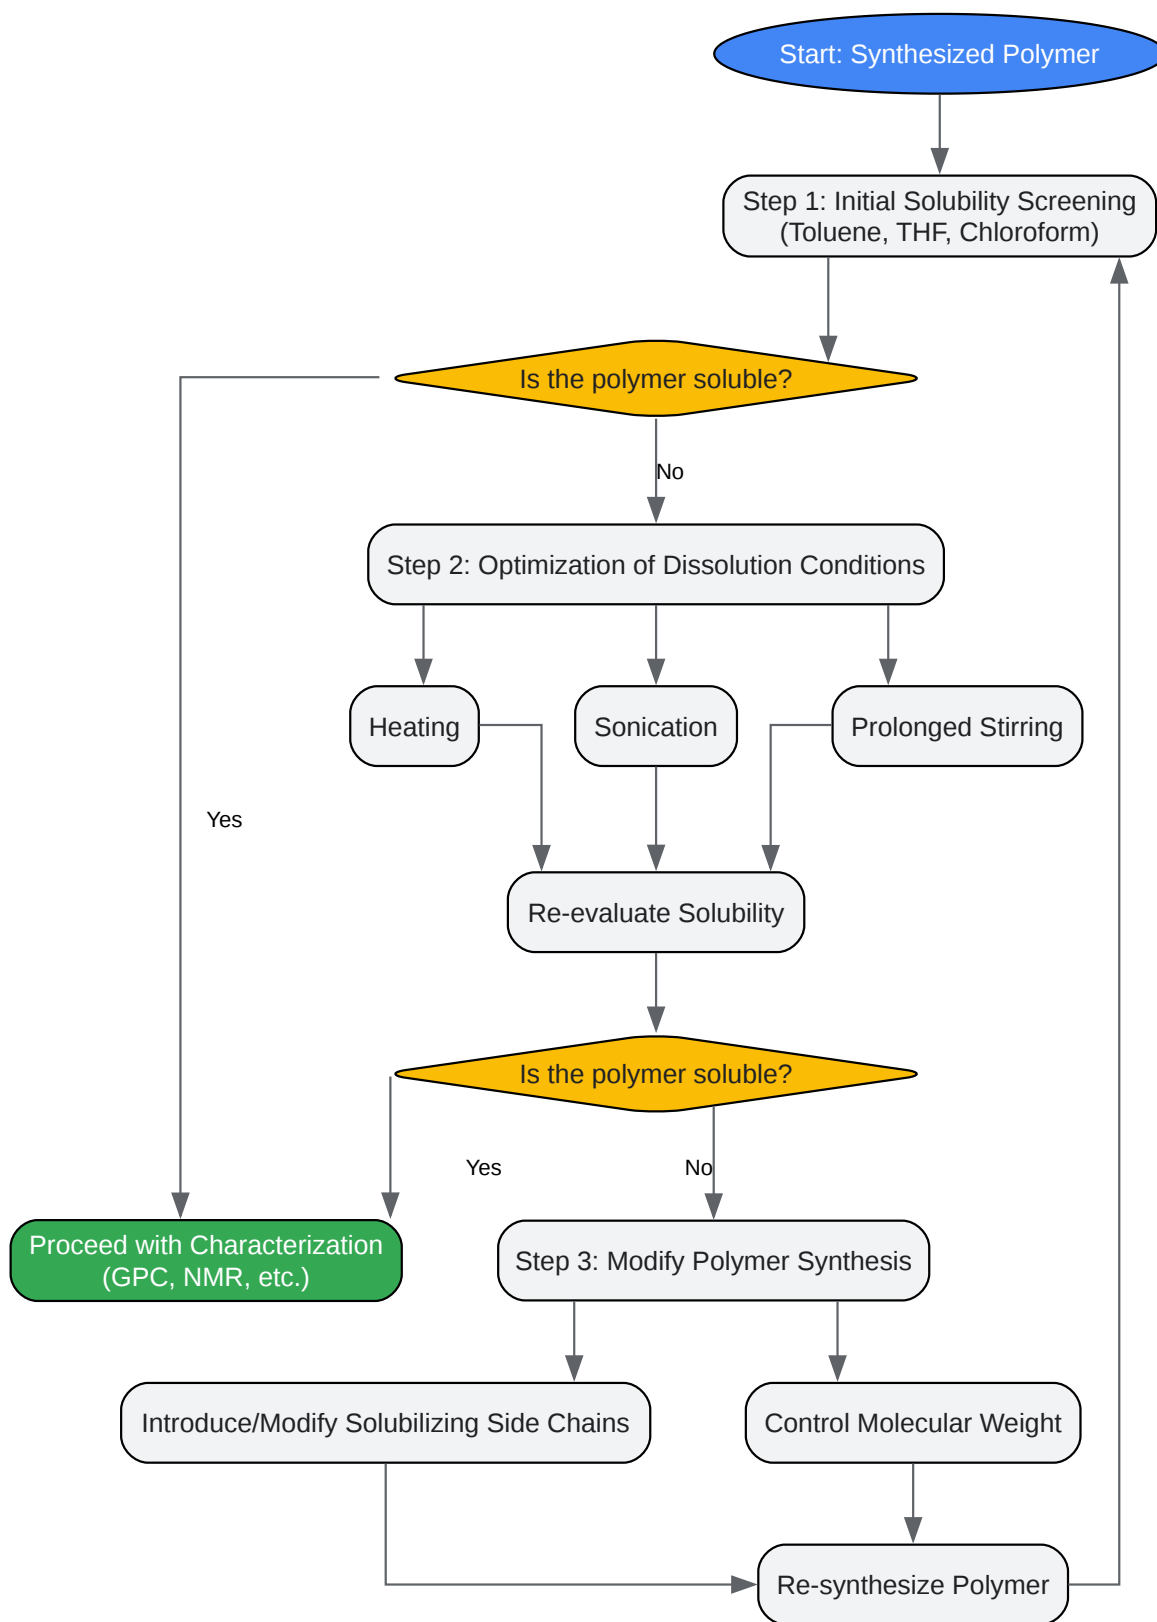 Start: Synthesized Polymer
Step 1: Initial Solubility Screening
(Toluene, THF, Chloroform)
Is the polymer soluble?
No
Step 2: Optimization of Dissolution Conditions
Heating
Sonication
Prolonged Stirring
Yes
Re-evaluate Solubility
Is the polymer soluble?
Yes
No
Proceed with Characterization
(GPC, NMR, etc.)
Step 3: Modify Polymer Synthesis
Introduce/Modify Solubilizing Side Chains
Control Molecular Weight
Re-synthesize Polymer